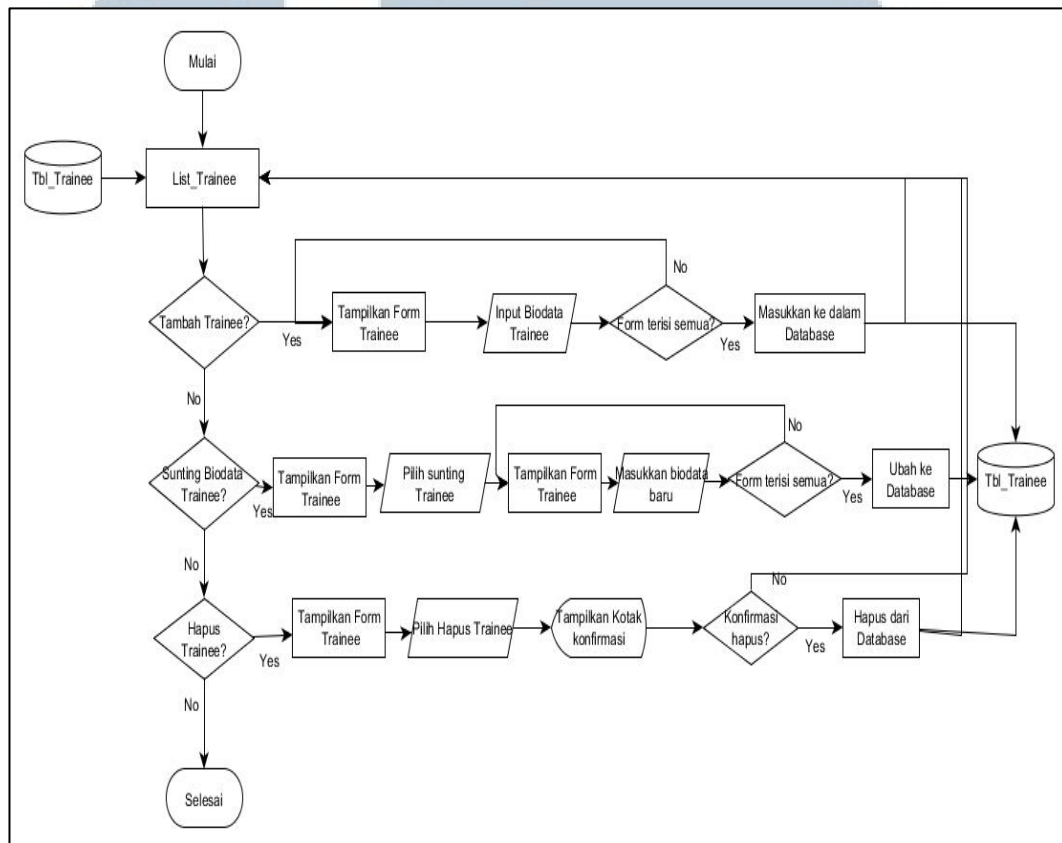 Mulai
Tbl_Trainee
List_Trainee
No
Tambah Trainee?
Yes
Tampilkan Form
Trainee
Input Biodata
Trainee
Form terisi semua?
Yes
Masukkan ke dalam
Database
No
No
Sunting Biodata
Trainee?
Yes
Tampilkan Form
Trainee
Pilih sunting
Trainee
Tampilkan Form
Trainee
Masukkan biodata
baru
Form terisi semua?
Yes
Ubah ke
Database
Tbl_Trainee
No
No
Hapus
Trainee?
Yes
Tampilkan Form
Trainee
Pilih Hapus Trainee
Tampilkan Kotak
konfirmasi
Konfirmasi
hapus?
Yes
Hapus dari
Database
No
Selesai